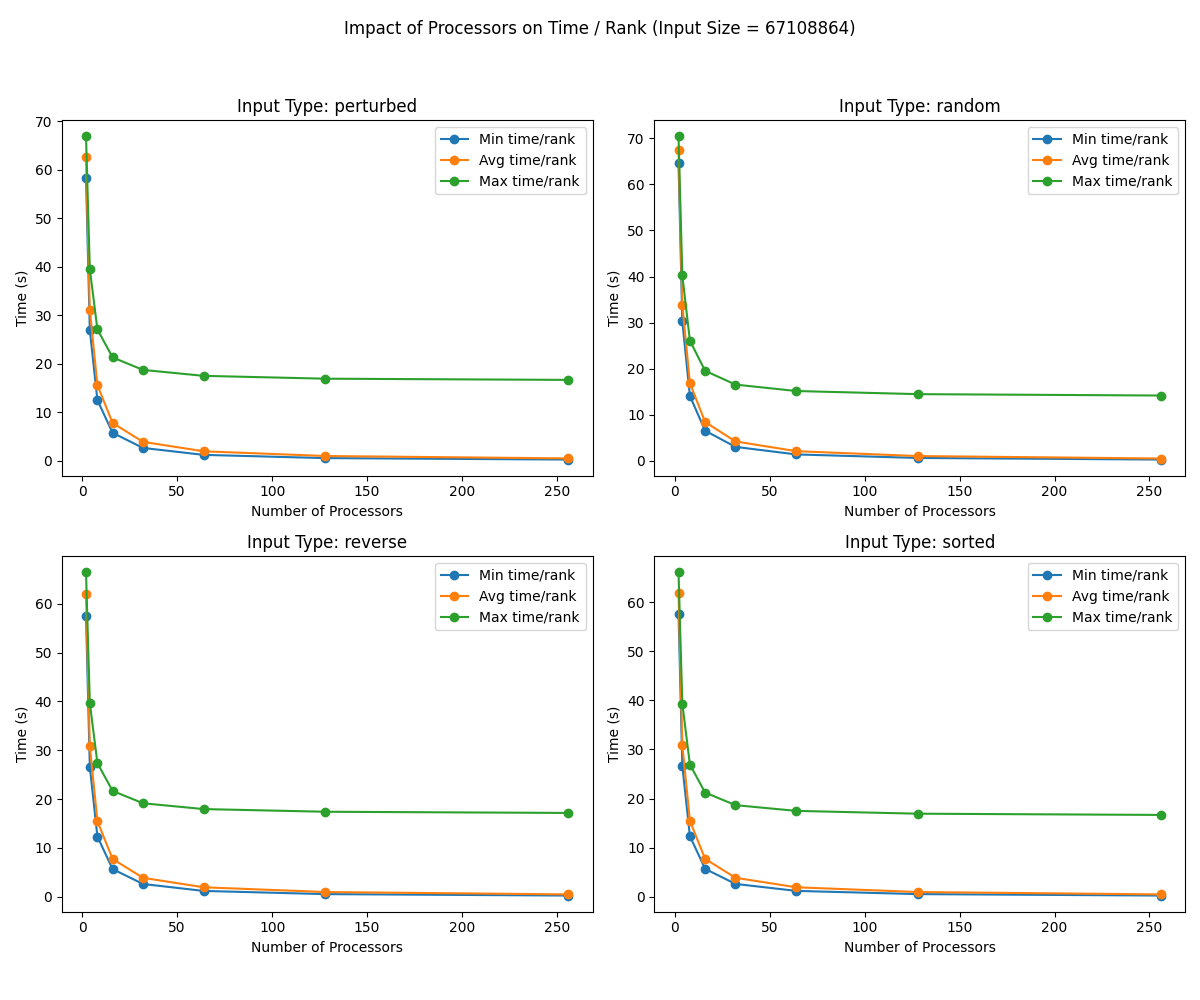 Impact of Processors on Time / Rank (Input Size = 67108864)
Input Type: perturbed
70
60
50
40
30
20
10
0
Time (s)
0 50 100 150 200 250
Number of Processors
Min time/rank
Avg time/rank
Max time/rank
Input Type: random
70
60
50
40
30
20
10
0
Time (s)
0 50 100 150 200 250
Number of Processors
Min time/rank
Avg time/rank
Max time/rank
Input Type: reverse
60
50
40
30
20
10
0
Time (s)
0 50 100 150 200 250
Number of Processors
Min time/rank
Avg time/rank
Max time/rank
Input Type: sorted
60
50
40
30
20
10
0
Time (s)
0 50 100 150 200 250
Number of Processors
Min time/rank
Avg time/rank
Max time/rank